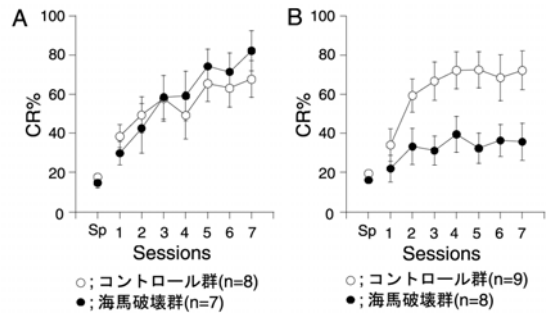 A
CR%
100
80
60
40
20
0
Sp 1 2 3 4 5 6 7
Sessions
○ ; コントロール群(n=8)
● ; 海馬破壊群(n=7)
B
CR%
100
80
60
40
20
0
Sp 1 2 3 4 5 6 7
Sessions
○ ; コントロール群(n=9)
● ; 海馬破壊群(n=8)